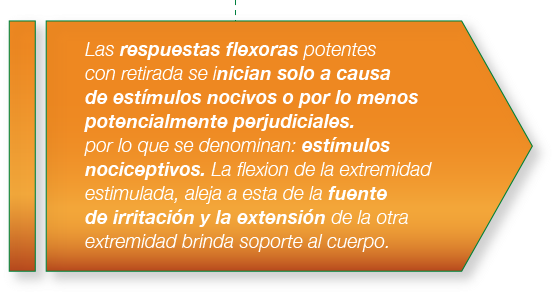 Las respuestas flexoras potentes
con retirada se inician solo a causa
de estímulos nocivos o por lo menos
potencialmente perjudiciales.
por lo que se denominan: estímulos
nociceptivos. La flexion de la extremidad
estimulada, aleja a esta de la fuente
de irritación y la extensión de la otra
extremidad brinda soporte al cuerpo.